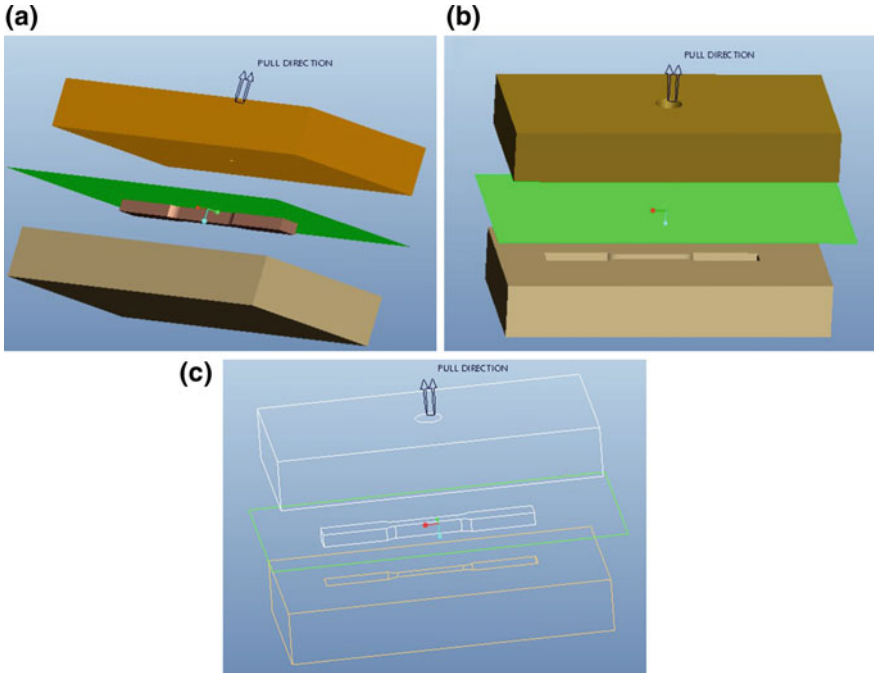 (a)
PULL DIRECTION
(b)
PULL DIRECTION
(c)
PULL DIRECTION